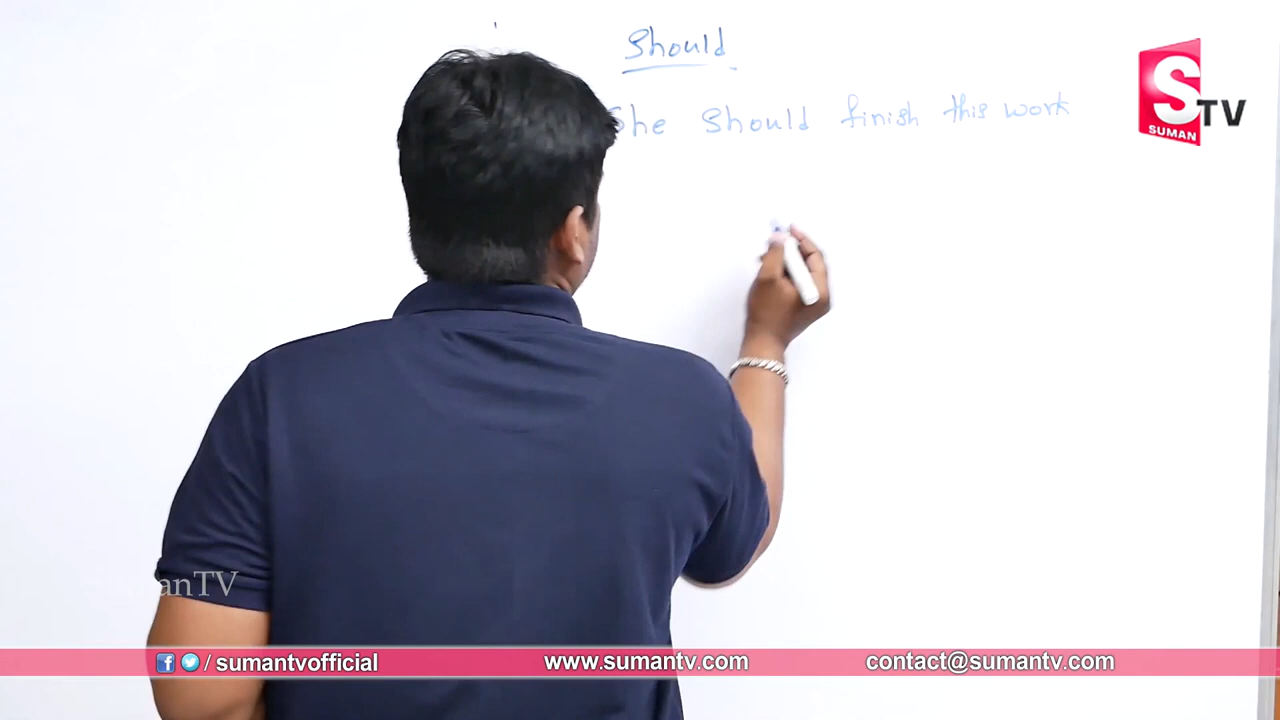 Should
She should finish this work
S TV
SUMAN
SumanTV
/ sumantvofficial
www.sumantv.com
contact@sumantv.com